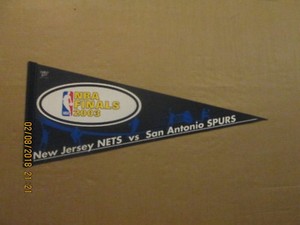 NBA
FINALS
2003
New Jersey NETS vs San Antonio SPURS
02/08/2018 21:21